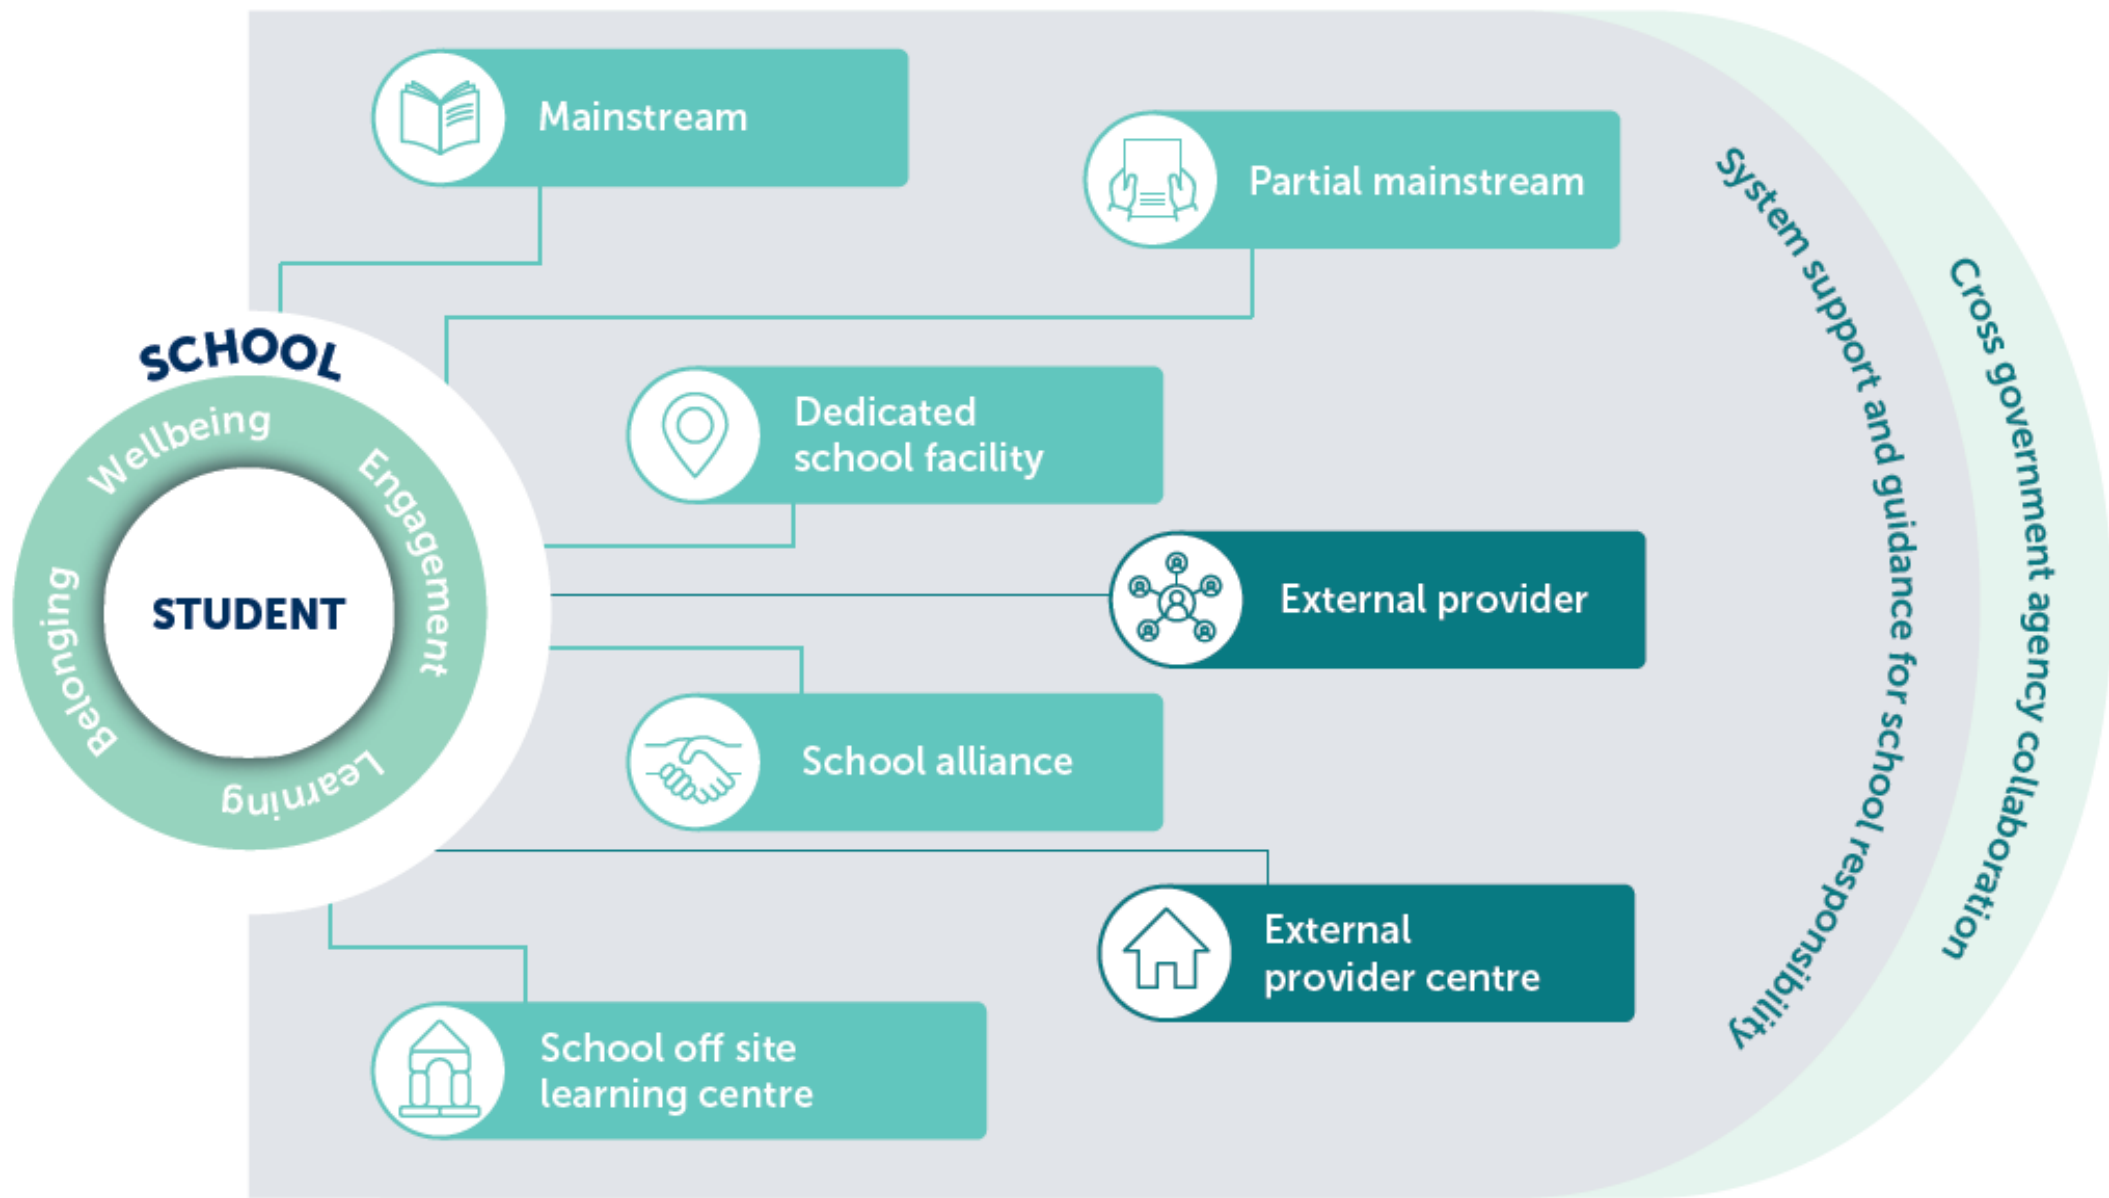 Mainstream
Partial mainstream
SCHOOL
Wellbeing
Engagement
Learning
Belonging
STUDENT
Dedicated
school facility
External provider
School alliance
External
provider centre
School off site
learning centre
System support and guidance for school responsibility
Cross government agency collaboration